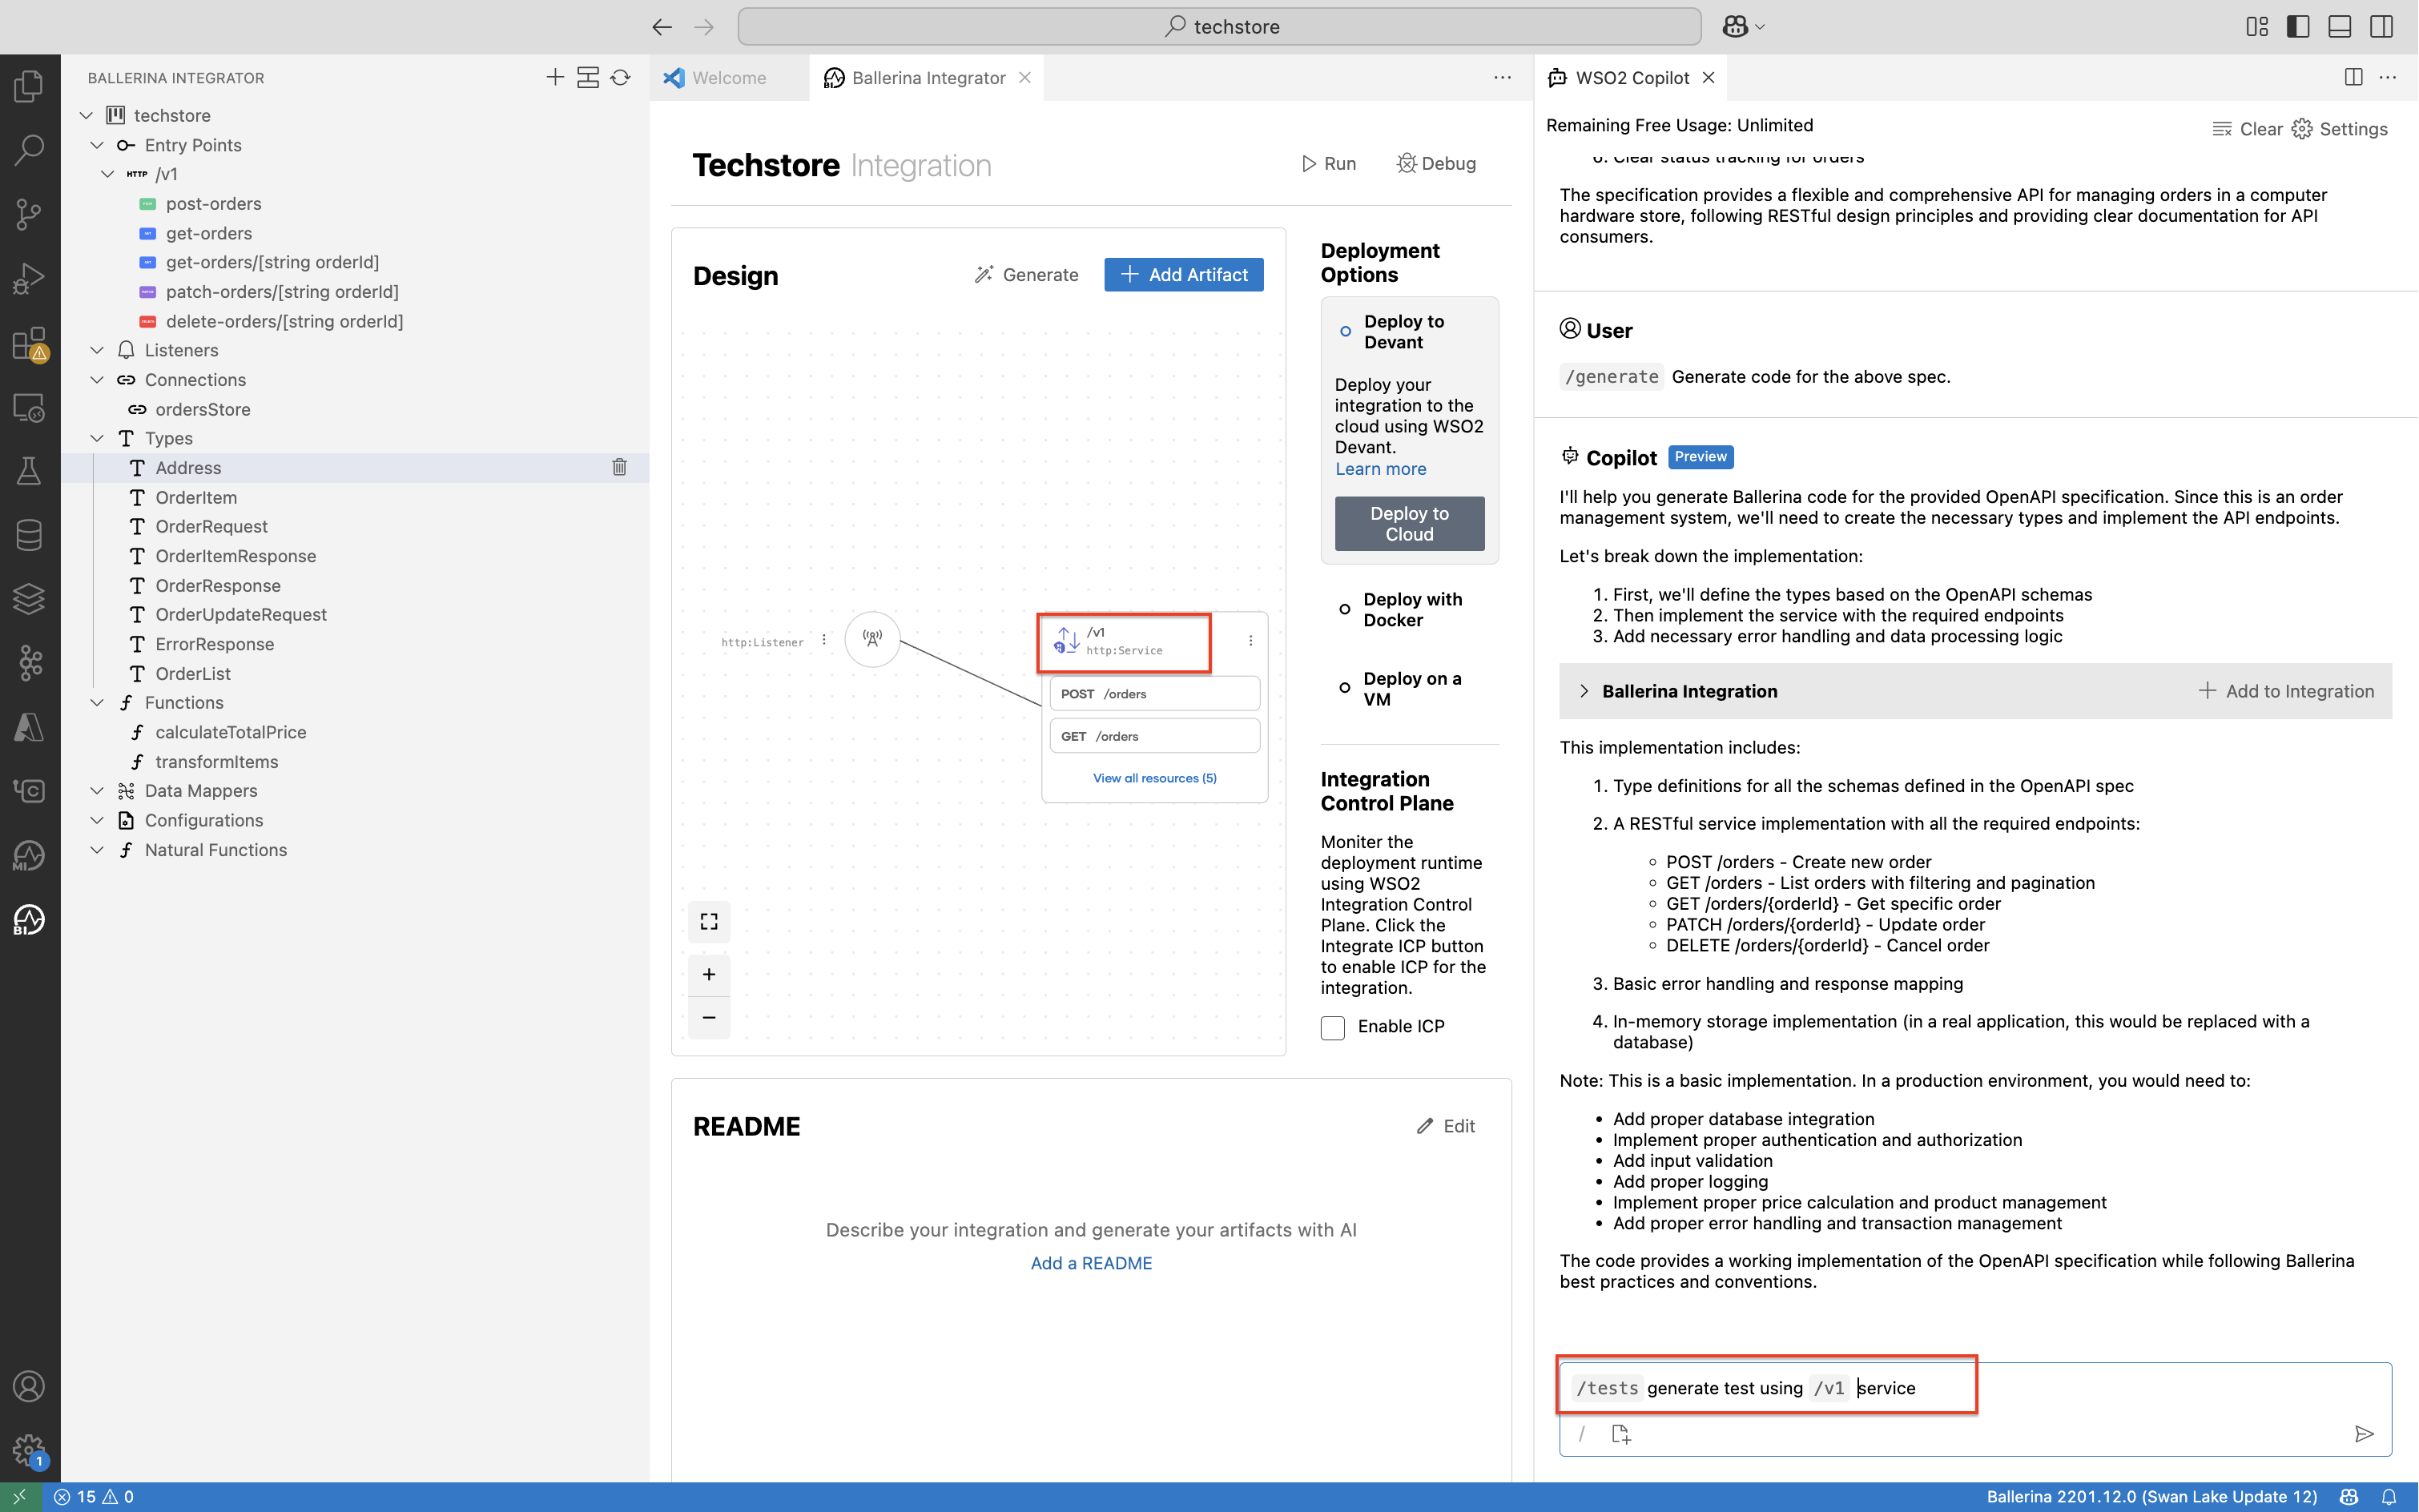 techstore
BALLERINA INTEGRATOR
techstore
Entry Points
HTTP /v1
post-orders
get-orders
get-orders/[string orderId]
patch-orders/[string orderId]
delete-orders/[string orderId]
Listeners
Connections
ordersStore
Types
Address
OrderItem
OrderRequest
OrderItemResponse
OrderResponse
OrderUpdateRequest
ErrorResponse
OrderList
Functions
calculateTotalPrice
transformItems
Data Mappers
Configurations
Natural Functions
MI
BI
1
Welcome
BI Ballerina Integrator
Techstore Integration
Run
Debug
Design
Generate
Add Artifact
http:Listener
/v1
http:Service
POST /orders
GET /orders
View all resources (5)
README
Edit
Describe your integration and generate your artifacts with AI
Add a README
Deployment
Options
Deploy to
Devant
Deploy your
integration to the
cloud using WSO2
Devant.
Learn more
Deploy to
Cloud
Deploy with
Docker
Deploy on a
VM
Integration
Control Plane
Moniter the
deployment runtime
using WSO2
Integration Control
Plane. Click the
Integrate ICP button
to enable ICP for the
integration.
Enable ICP
WSO2 Copilot
Remaining Free Usage: Unlimited
Clear
Settings
6. Clear status tracking for orders
The specification provides a flexible and comprehensive API for managing orders in a computer
hardware store, following RESTful design principles and providing clear documentation for API
consumers.
User
/generate Generate code for the above spec.
Copilot Preview
I'll help you generate Ballerina code for the provided OpenAPI specification. Since this is an order
management system, we'll need to create the necessary types and implement the API endpoints.
Let's break down the implementation:
1. First, we'll define the types based on the OpenAPI schemas
2. Then implement the service with the required endpoints
3. Add necessary error handling and data processing logic
Ballerina Integration
Add to Integration
This implementation includes:
1. Type definitions for all the schemas defined in the OpenAPI spec
2. A RESTful service implementation with all the required endpoints:
POST /orders - Create new order
GET /orders - List orders with filtering and pagination
GET /orders/{orderId} - Get specific order
PATCH /orders/{orderId} - Update order
DELETE /orders/{orderId} - Cancel order
3. Basic error handling and response mapping
4. In-memory storage implementation (in a real application, this would be replaced with a
database)
Note: This is a basic implementation. In a production environment, you would need to:
• Add proper database integration
• Implement proper authentication and authorization
• Add input validation
• Add proper logging
• Implement proper price calculation and product management
• Add proper error handling and transaction management
The code provides a working implementation of the OpenAPI specification while following Ballerina
best practices and conventions.
/tests generate test using /v1 service
/
15 0
Ballerina 2201.12.0 (Swan Lake Update 12)